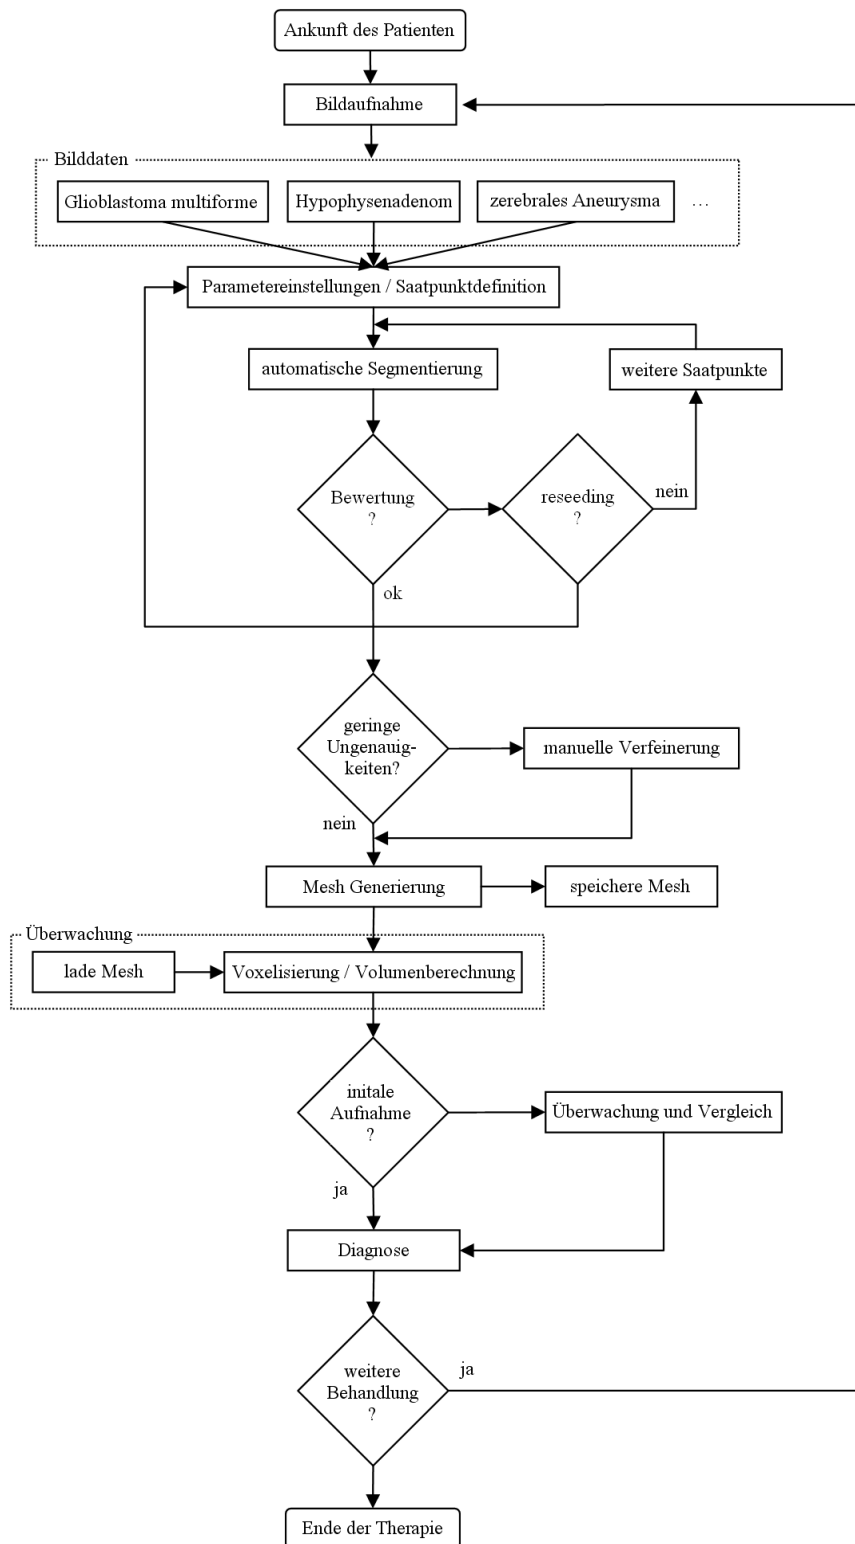 Ankunft des Patienten
Bildaufnahme
Bilddaten
Glioblastoma multiforme
Hypophysenadenom
zerebrales Aneurysma
...
Parametereinstellungen / Saatpunktdefinition
automatische Segmentierung
weitere Saatpunkte
Bewertung
?
reseeding
?
nein
ok
geringe
Ungenauig-
keiten?
manuelle Verfeinerung
nein
Mesh Generierung
speichere Mesh
Überwachung
lade Mesh
Voxelisierung / Volumenberechnung
initale
Aufnahme
?
Überwachung und Vergleich
ja
Diagnose
weitere
Behandlung
?
ja
Ende der Therapie